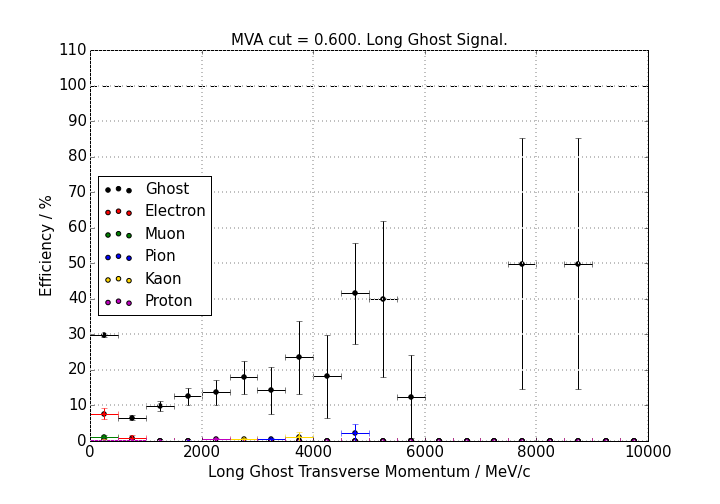 MVA cut = 0.600. Long Ghost Signal.
110
100
90
80
70
60
50
40
30
20
10
0
Efficiency / %
Ghost
Electron
Muon
Pion
Kaon
Proton
0
2000
4000
6000
8000
10000
Long Ghost Transverse Momentum / MeV/c